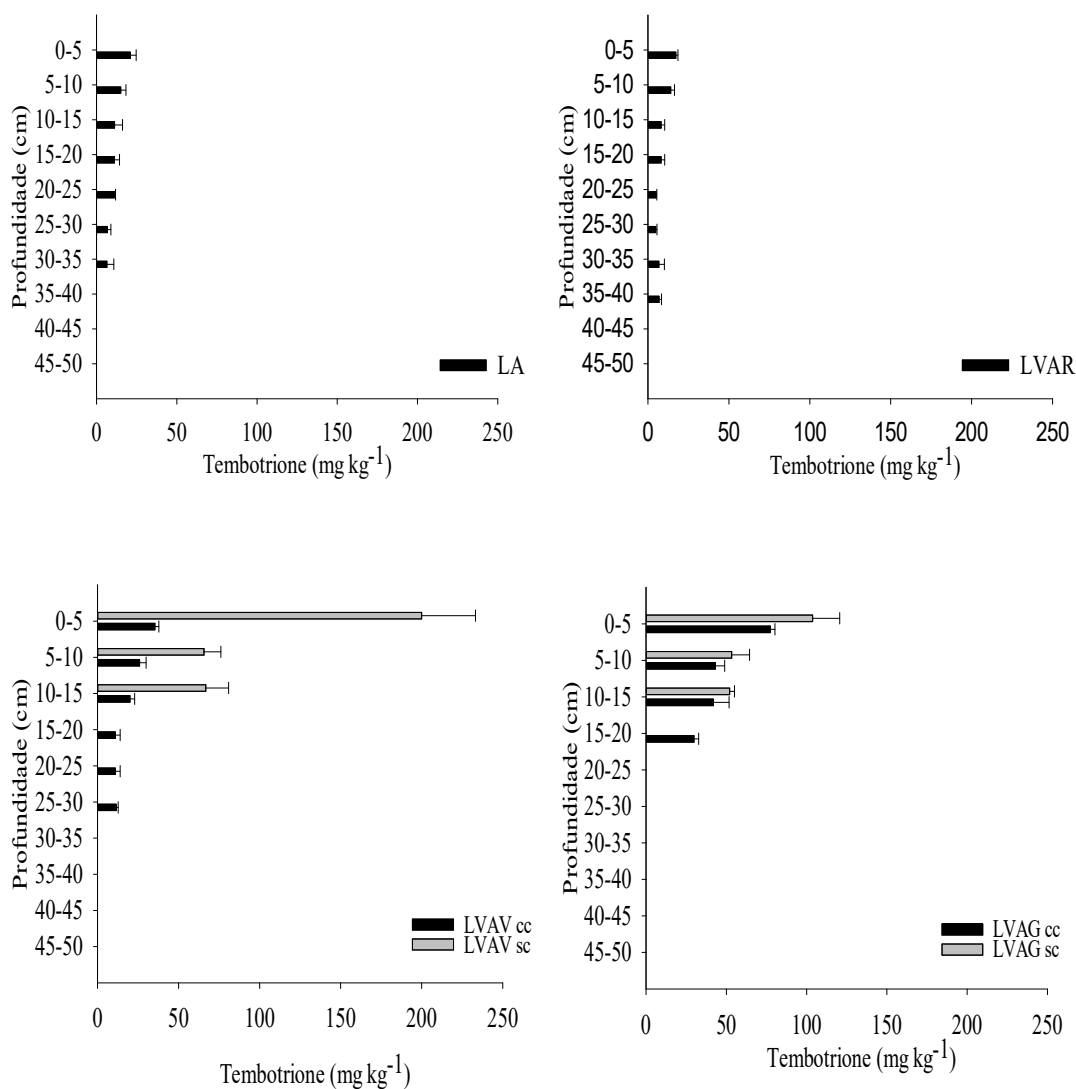 Profundidade (cm)
0-5
5-10
10-15
15-20
20-25
25-30
30-35
35-40
40-45
45-50
LA
0 50 100 150 200 250
Tembotrione (mg kg-1)
Profundidade (cm)
0-5
5-10
10-15
15-20
20-25
25-30
30-35
35-40
40-45
45-50
LVAR
0 50 100 150 200 250
Tembotrione (mg kg-1)
Profundidade (cm)
0-5
5-10
10-15
15-20
20-25
25-30
30-35
35-40
40-45
45-50
LVAV cc
LVAV sc
0 50 100 150 200 250
Tembotrione (mg kg-1)
Profundidade (cm)
0-5
5-10
10-15
15-20
20-25
25-30
30-35
35-40
40-45
45-50
LVAG cc
LVAG sc
0 50 100 150 200 250
Tembotrione (mg kg-1)